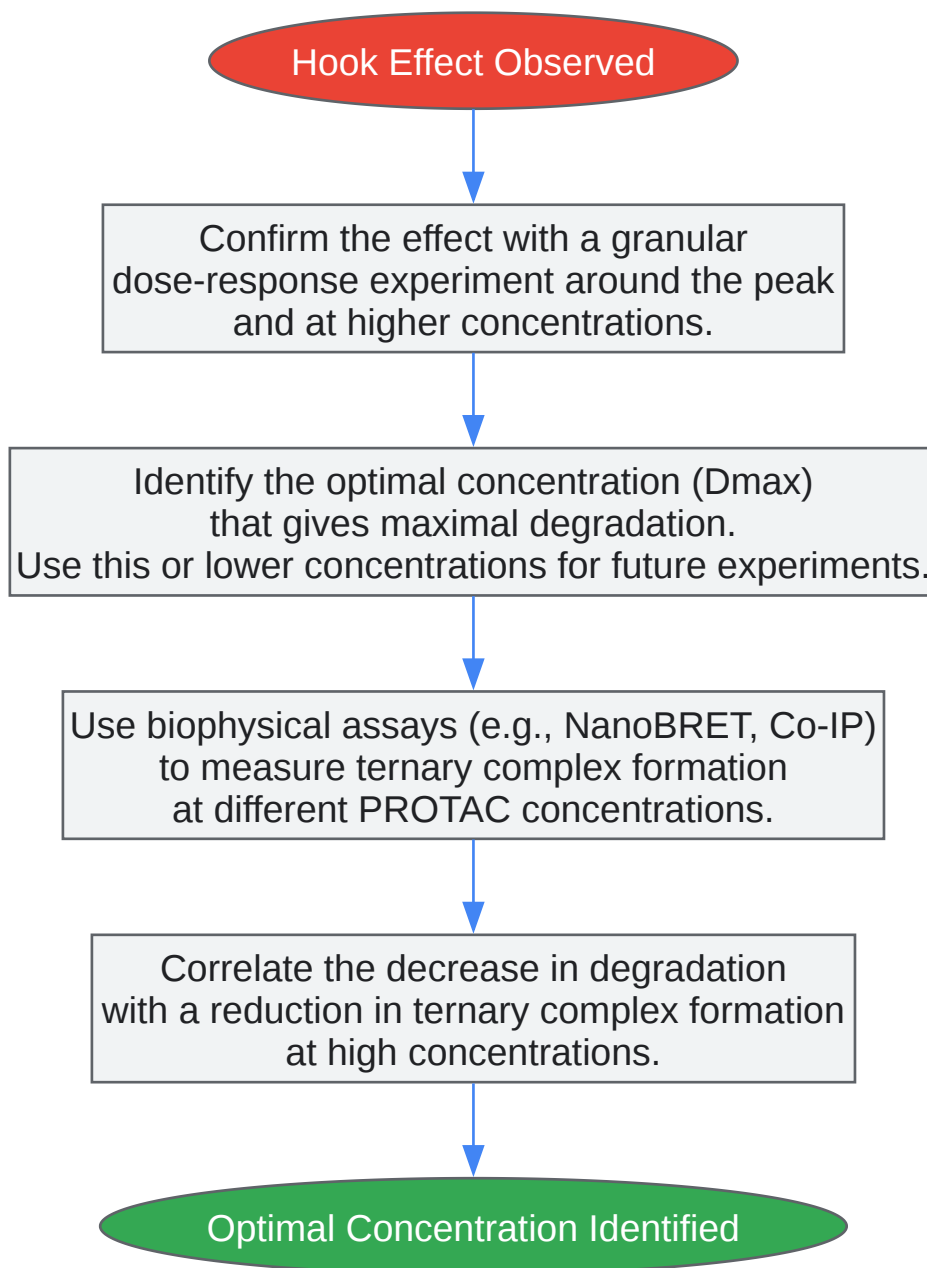 Hook Effect Observed
Confirm the effect with a granular
dose-response experiment around the peak
and at higher concentrations.
Identify the optimal concentration (Dmax)
that gives maximal degradation.
Use this or lower concentrations for future experiments.
Use biophysical assays (e.g., NanoBRET, Co-IP)
to measure ternary complex formation
at different PROTAC concentrations.
Correlate the decrease in degradation
with a reduction in ternary complex formation
at high concentrations.
Optimal Concentration Identified